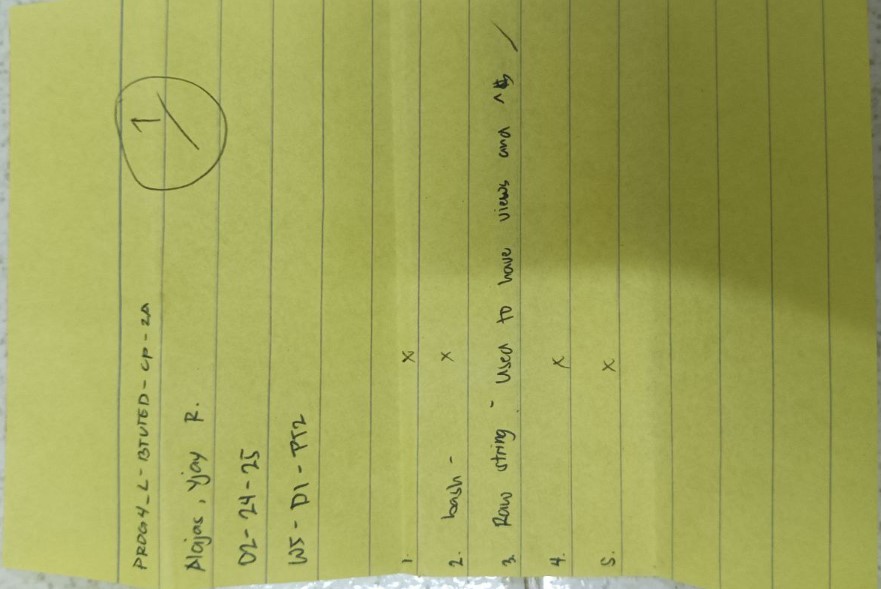 PROG4_L-BTVTED-CP-2A
1
Alajas, Yjay R.
02-24-25
W5-D1-PT2
1. x
2. bash - x
3. Raw string - Used to have views and ^$ /
4. x
5. x